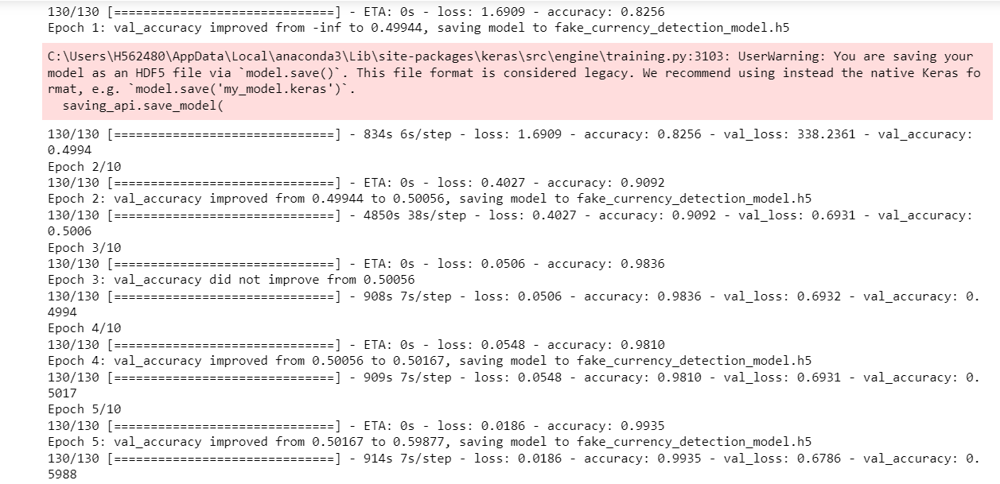 130/130 [==============================] - ETA: 0s - loss: 1.6909 - accuracy: 0.8256
Epoch 1: val_accuracy improved from -inf to 0.49944, saving model to fake_currency_detection_model.h5
C:\Users\H562480\AppData\Local\anaconda3\Lib\site-packages\keras\src\engine\training.py:3103: UserWarning: You are saving your
model as an HDF5 file via `model.save()`. This file format is considered legacy. We recommend using instead the native Keras fo
rmat, e.g. `model.save('my_model.keras')`.
  saving_api.save_model(
130/130 [==============================] - 834s 6s/step - loss: 1.6909 - accuracy: 0.8256 - val_loss: 338.2361 - val_accuracy:
0.4994
Epoch 2/10
130/130 [==============================] - ETA: 0s - loss: 0.4027 - accuracy: 0.9092
Epoch 2: val_accuracy improved from 0.49944 to 0.50056, saving model to fake_currency_detection_model.h5
130/130 [==============================] - 4850s 38s/step - loss: 0.4027 - accuracy: 0.9092 - val_loss: 0.6931 - val_accuracy:
0.5006
Epoch 3/10
130/130 [==============================] - ETA: 0s - loss: 0.0506 - accuracy: 0.9836
Epoch 3: val_accuracy did not improve from 0.50056
130/130 [==============================] - 908s 7s/step - loss: 0.0506 - accuracy: 0.9836 - val_loss: 0.6932 - val_accuracy: 0.
4994
Epoch 4/10
130/130 [==============================] - ETA: 0s - loss: 0.0548 - accuracy: 0.9810
Epoch 4: val_accuracy improved from 0.50056 to 0.50167, saving model to fake_currency_detection_model.h5
130/130 [==============================] - 909s 7s/step - loss: 0.0548 - accuracy: 0.9810 - val_loss: 0.6931 - val_accuracy: 0.
5017
Epoch 5/10
130/130 [==============================] - ETA: 0s - loss: 0.0186 - accuracy: 0.9935
Epoch 5: val_accuracy improved from 0.50167 to 0.59877, saving model to fake_currency_detection_model.h5
130/130 [==============================] - 914s 7s/step - loss: 0.0186 - accuracy: 0.9935 - val_loss: 0.6786 - val_accuracy: 0.
5988